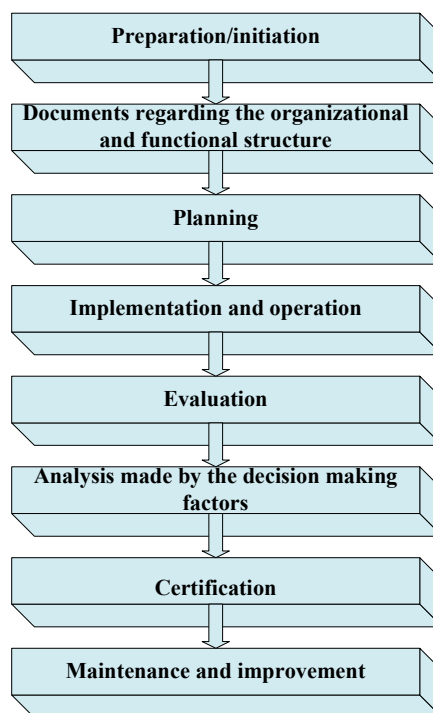 Preparation/initiation
Documents regarding the organizational
and functional structure
Planning
Implementation and operation
Evaluation
Analysis made by the decision making
factors
Certification
Maintenance and improvement